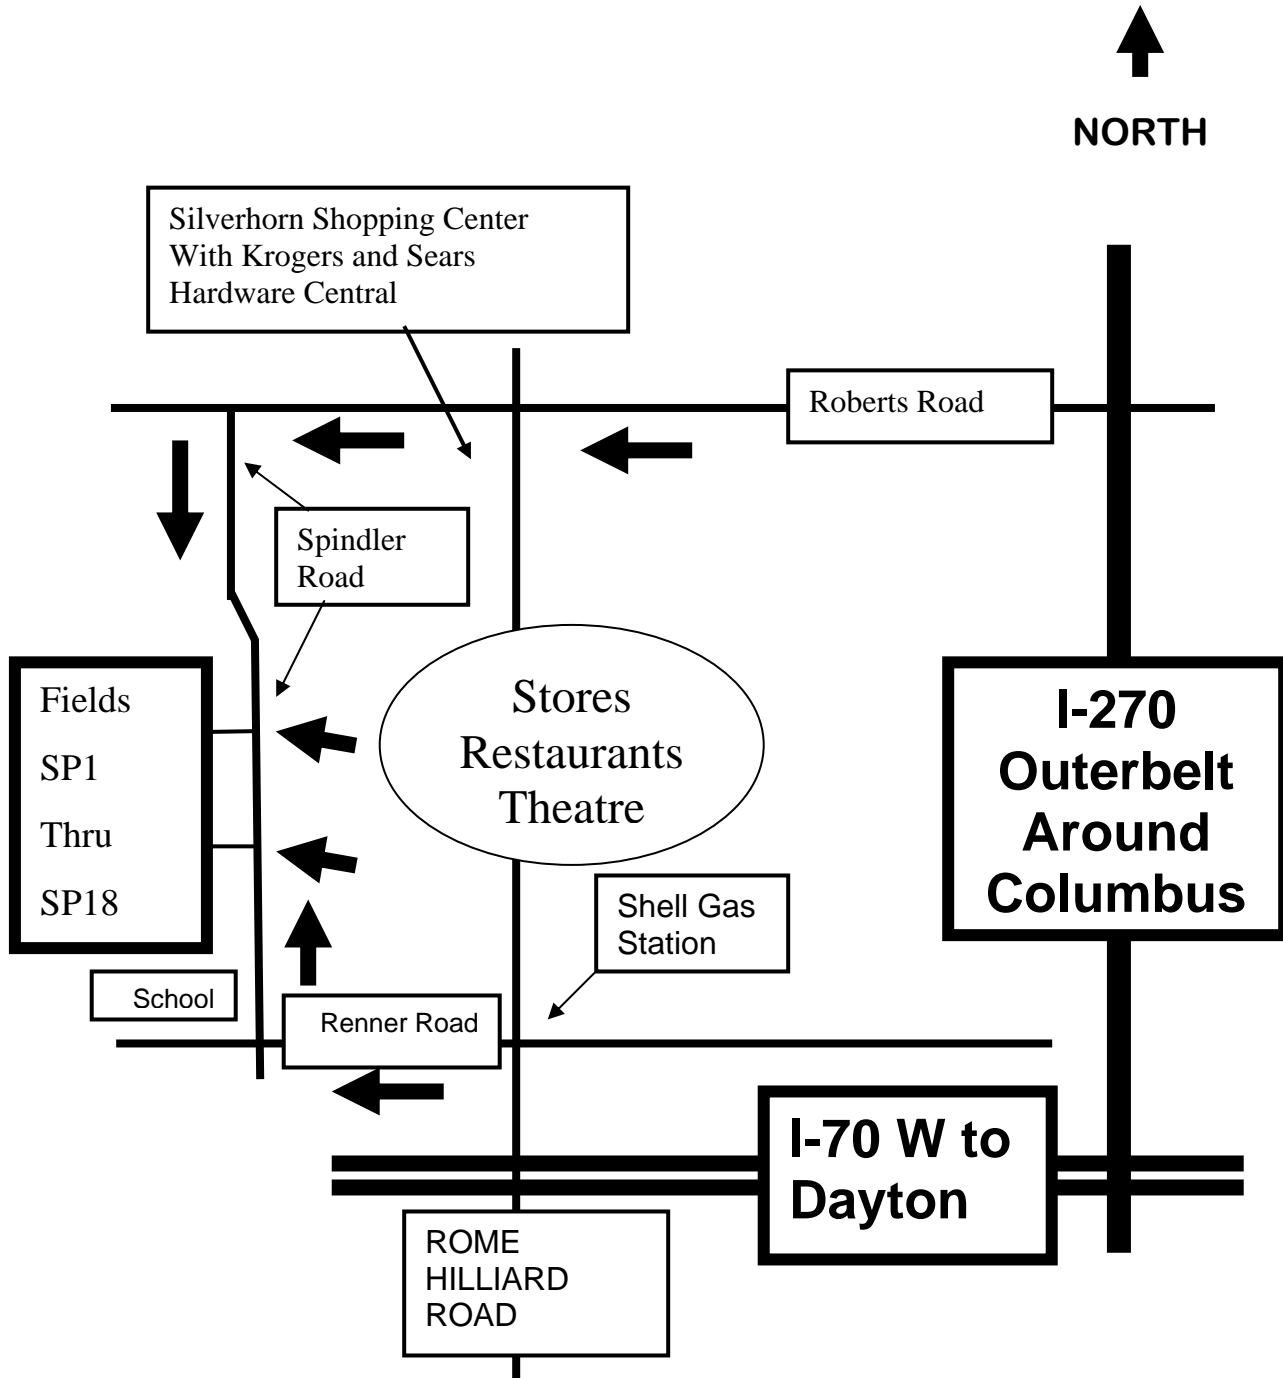 NORTH
Silverhorn Shopping Center
With Krogers and Sears
Hardware Central
Roberts Road
Spindler
Road
Fields
SP1
Thru
SP18
Stores
Restaurants
Theatre
I-270
Outerbelt
Around
Columbus
Shell Gas
Station
School
Renner Road
I-70 W to
Dayton
ROME
HILLIARD
ROAD